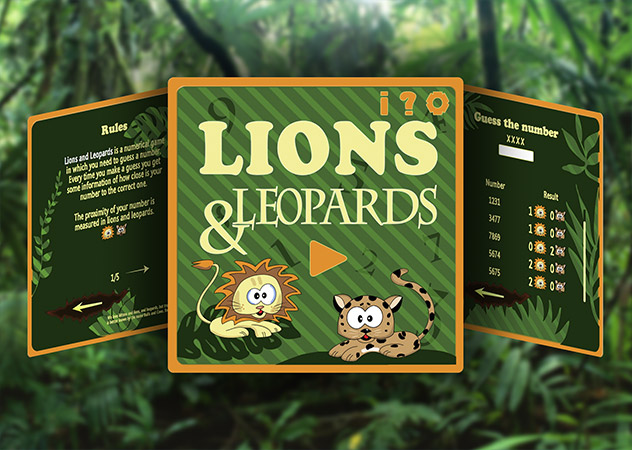 Rules
Lions and Leopards is a numerical game
in which you need to guess a number.
Every time you make a guess you get
some information of how close is your
number to the correct one.
The proximity of your number is
measured in lions and leopards.
1/5
i ? O
LIONS
& LEOPARDS
Guess the number
XXXX
Number Result
1231 1 0
3477 1 0
7869 0 2
5674 2 0
5675 2 0